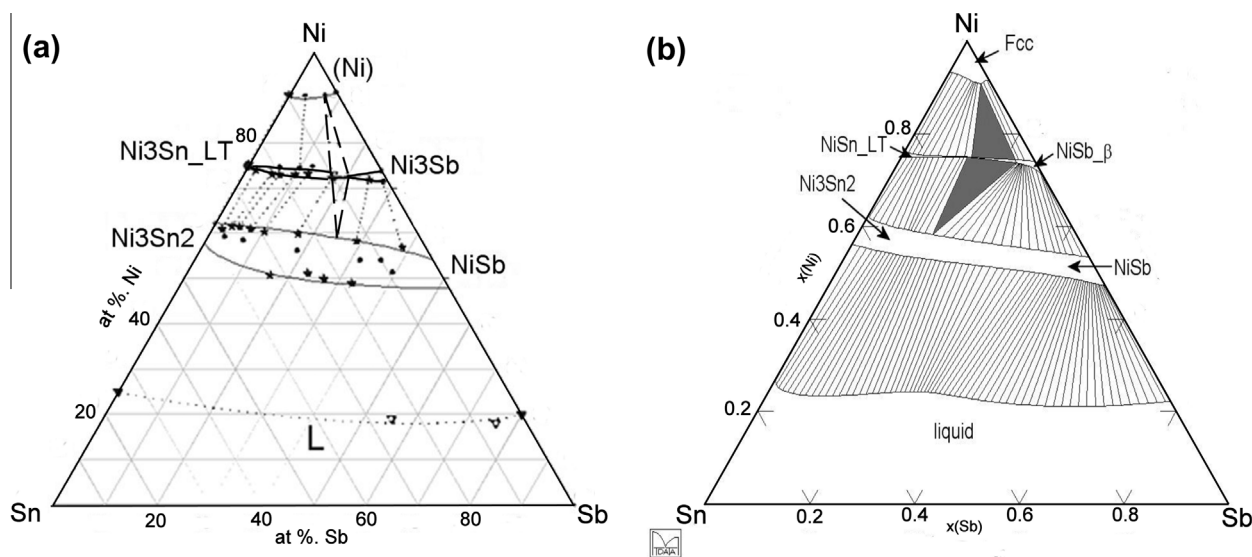 (a)
Ni
(Ni)
80
Ni3Sn_LT
Ni3Sb
Ni3Sn2
NiSb
at %. Ni
40
20
L
Sn
20
40
60
80
Sb
at %. Sb
(b)
Ni
Fcc
0.8
NiSn_LT
NiSb_β
Ni3Sn2
0.6
NiSb
x(Ni)
0.4
0.2
liquid
Sn
0.2
0.4
0.6
0.8
Sb
x(Sb)